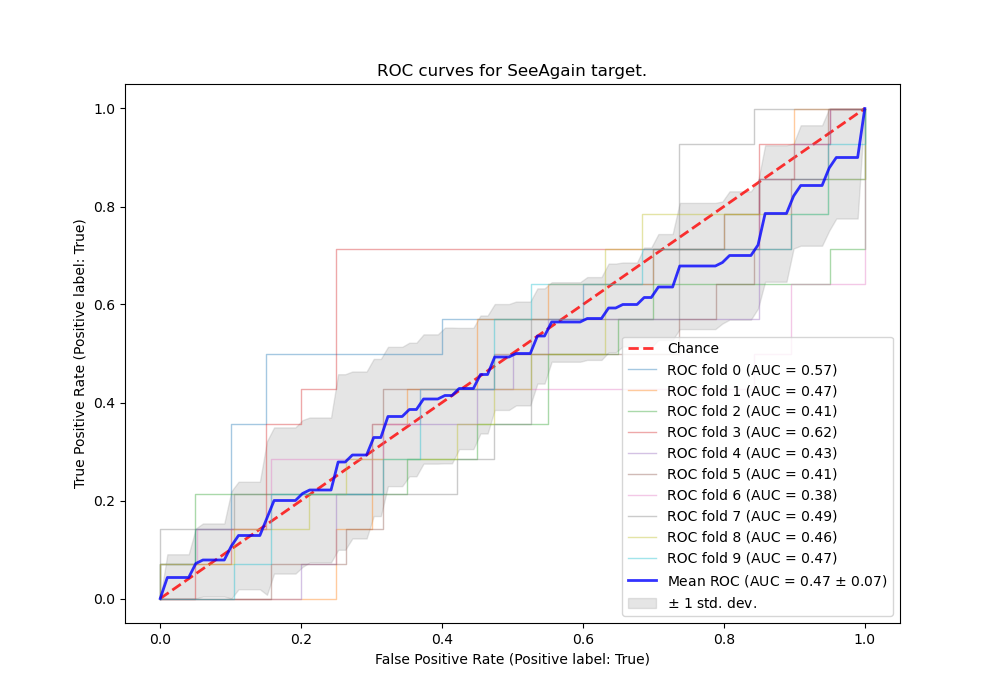 ROC curves for SeeAgain target.
True Positive Rate (Positive label: True)
1.0
0.8
0.6
0.4
0.2
0.0
0.0 0.2 0.4 0.6 0.8 1.0
False Positive Rate (Positive label: True)
Chance
ROC fold 0 (AUC = 0.57)
ROC fold 1 (AUC = 0.47)
ROC fold 2 (AUC = 0.41)
ROC fold 3 (AUC = 0.62)
ROC fold 4 (AUC = 0.43)
ROC fold 5 (AUC = 0.41)
ROC fold 6 (AUC = 0.38)
ROC fold 7 (AUC = 0.49)
ROC fold 8 (AUC = 0.46)
ROC fold 9 (AUC = 0.47)
Mean ROC (AUC = 0.47 ± 0.07)
± 1 std. dev.